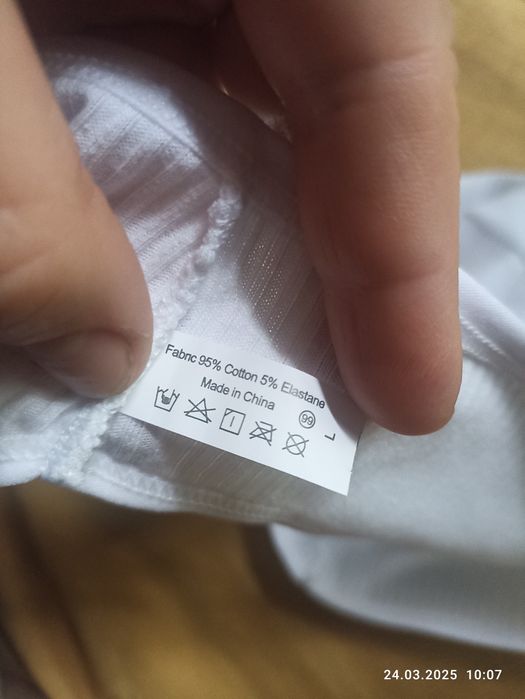 Fabric 95% Cotton 5% Elastane
Made in China
99
L
24.03.2025 10:07